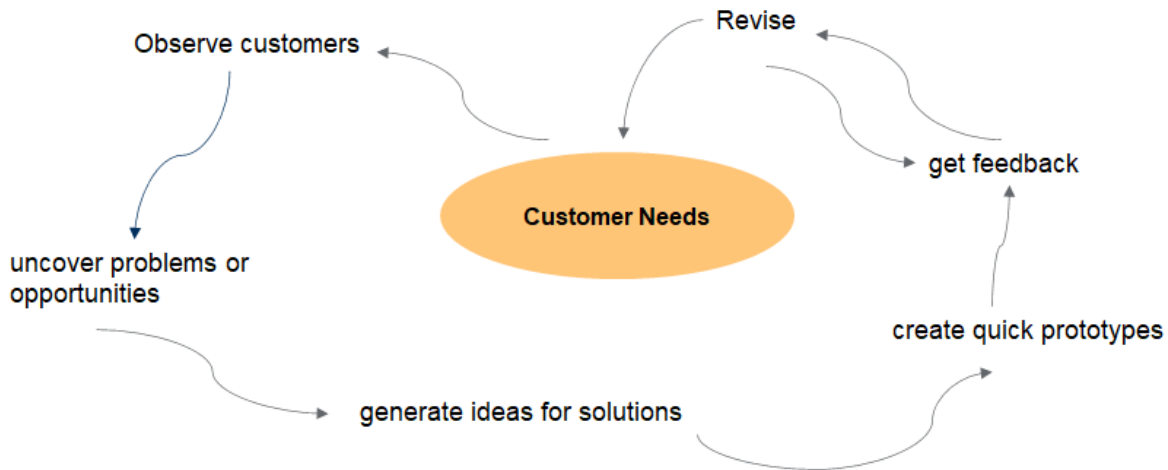 Revise
Observe customers
get feedback
Customer Needs
uncover problems or
opportunities
create quick prototypes
generate ideas for solutions